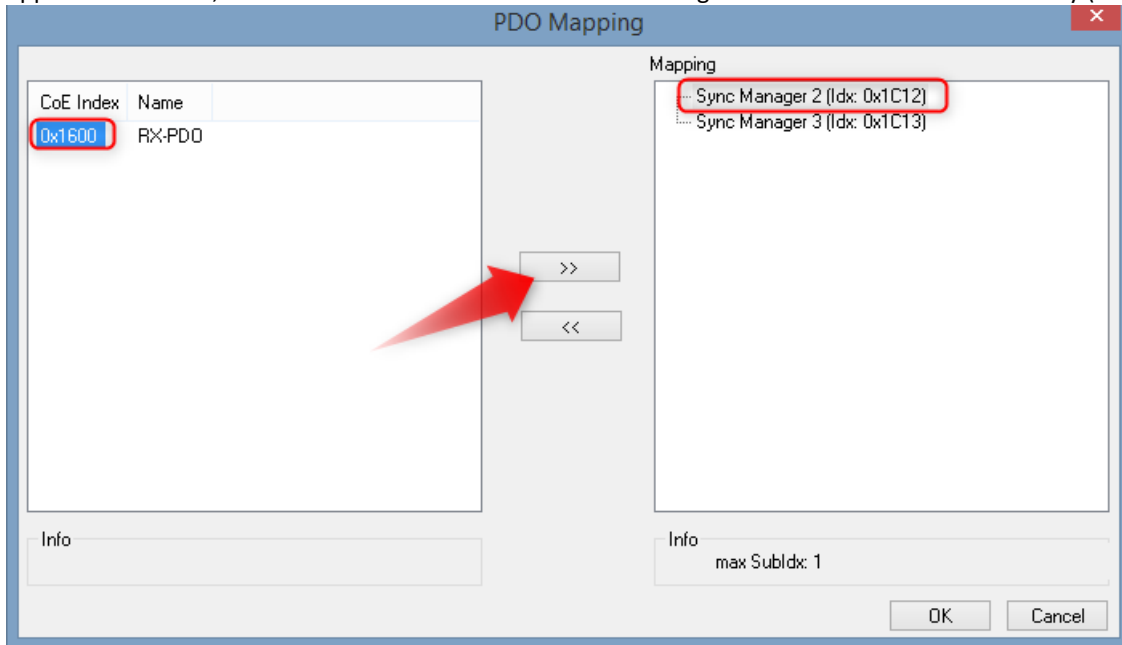 PDO Mapping
Mapping
CoE Index Name
0x1600 RX-PDO
Sync Manager 2 (Idx: 0x1C12)
Sync Manager 3 (Idx: 0x1C13)
>>
<<
Info
Info
max SubIdx: 1
OK Cancel